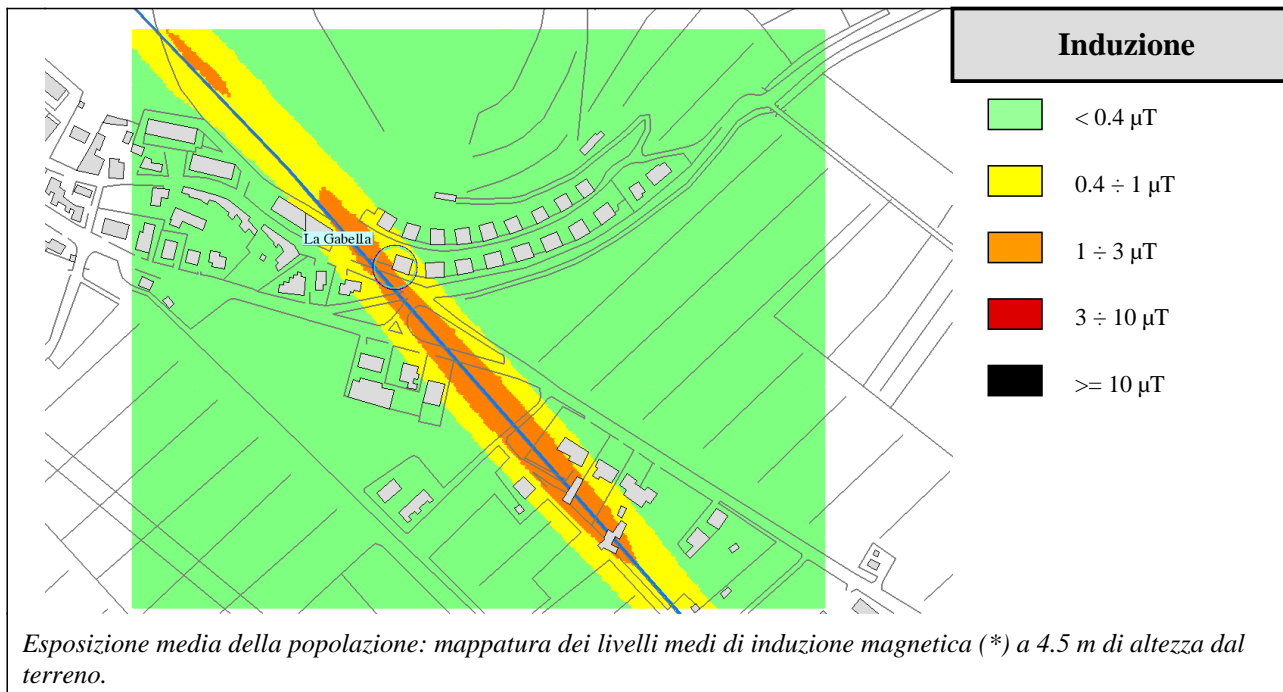 Induzione
< 0.4 µT
0.4 ÷ 1 µT
1 ÷ 3 µT
3 ÷ 10 µT
>= 10 µT
La Gabella
Esposizione media della popolazione: mappatura dei livelli medi di induzione magnetica (*) a 4.5 m di altezza dal
terreno.